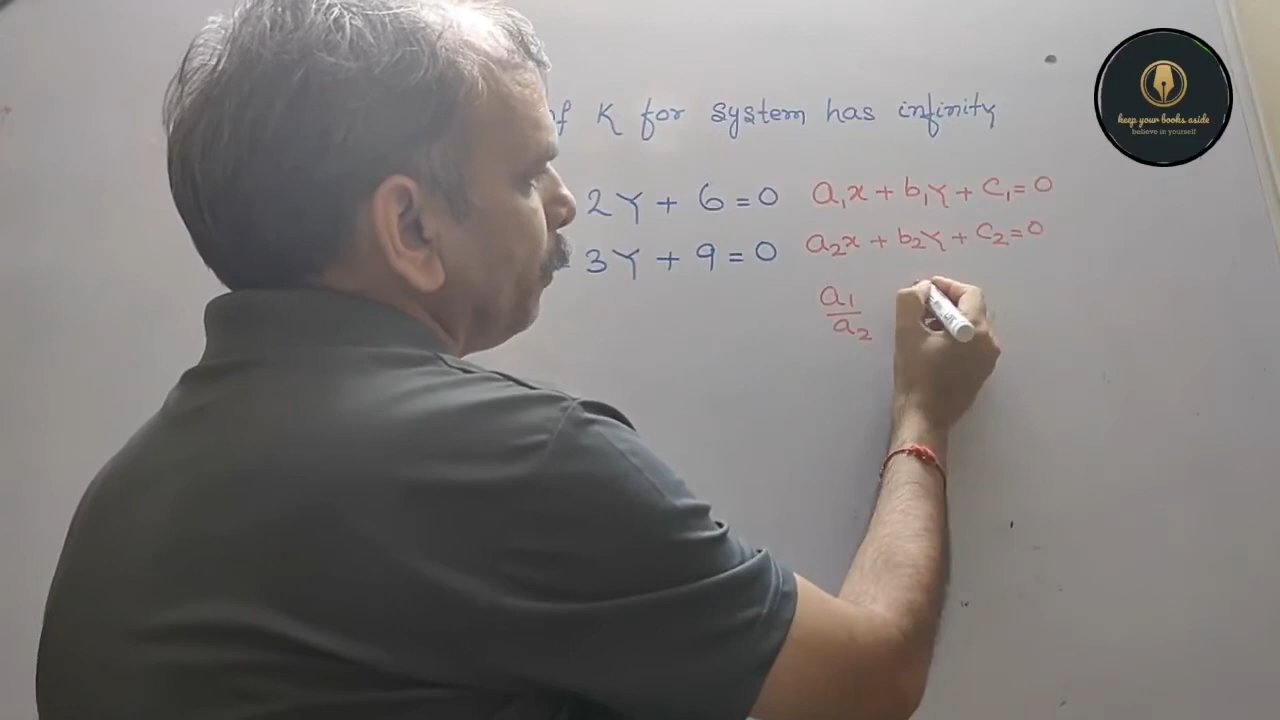 of K for system has infinity
2Y + 6 = 0
3Y + 9 = 0
a₁x + b₁Y + C₁ = 0
a₂x + b₂Y + C₂ = 0
a₁
a₂
keep your books aside
believe in yourself